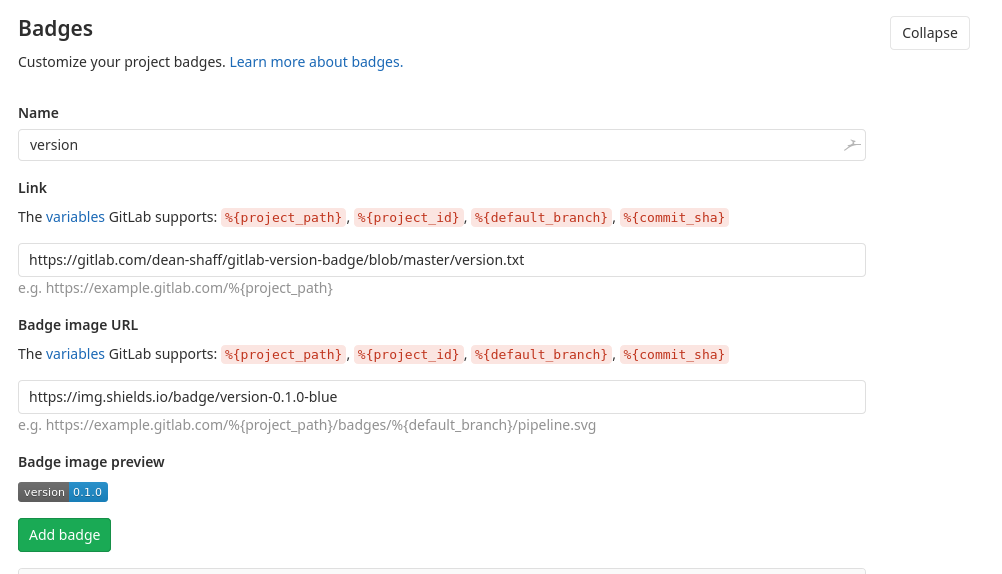 Badges
Collapse
Customize your project badges. Learn more about badges.
Name
version
Link
The variables GitLab supports: %{project_path}, %{project_id}, %{default_branch}, %{commit_sha}
https://gitlab.com/dean-shaff/gitlab-version-badge/blob/master/version.txt
e.g. https://example.gitlab.com/%{project_path}
Badge image URL
The variables GitLab supports: %{project_path}, %{project_id}, %{default_branch}, %{commit_sha}
https://img.shields.io/badge/version-0.1.0-blue
e.g. https://example.gitlab.com/%{project_path}/badges/%{default_branch}/pipeline.svg
Badge image preview
version 0.1.0
Add badge